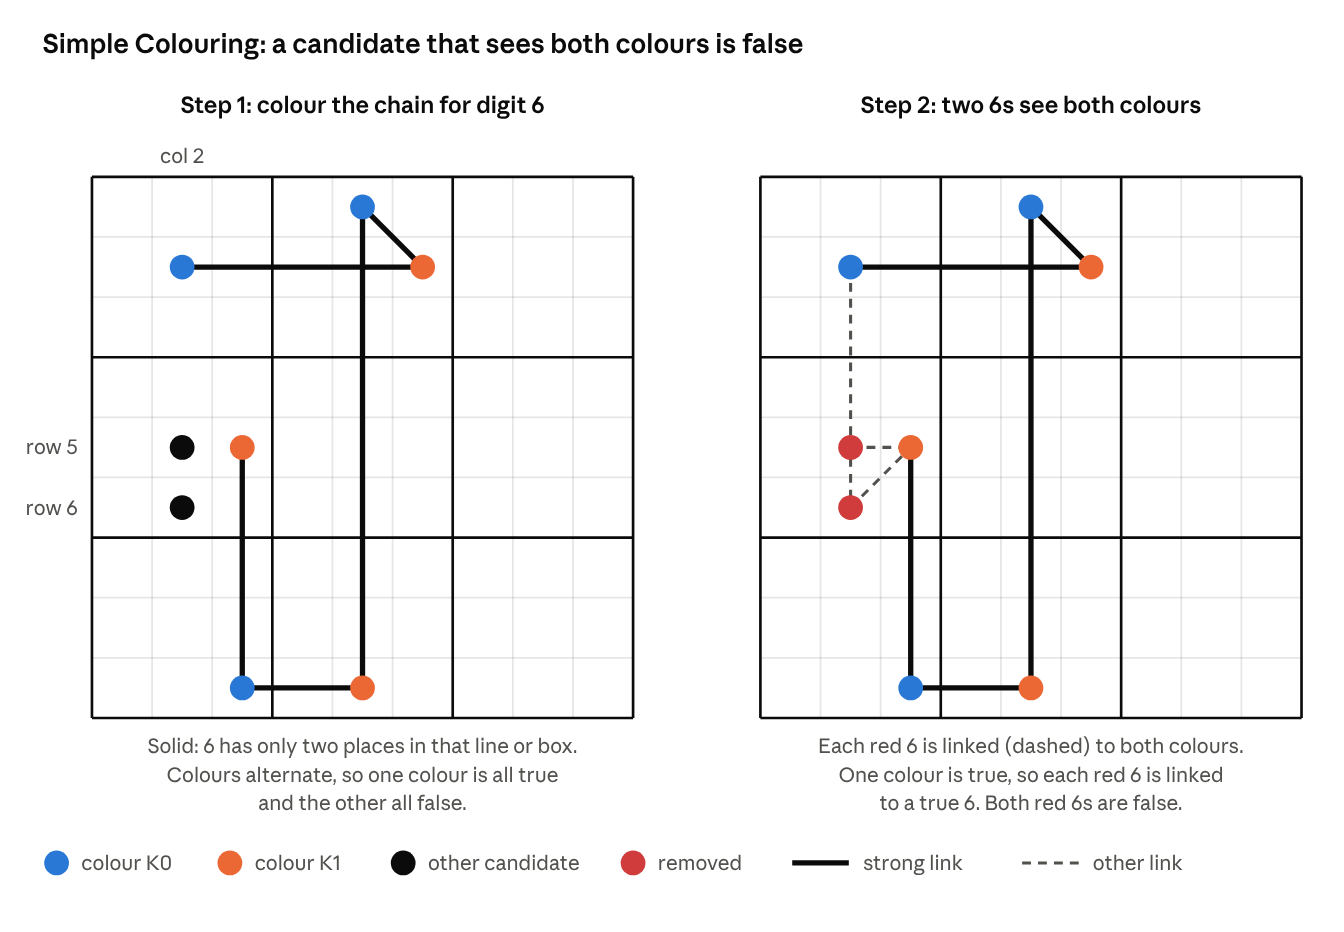 Simple Colouring: a candidate that sees both colours is false
Step 1: colour the chain for digit 6
Step 2: two 6s see both colours
col 2
row 5
row 6
Solid: 6 has only two places in that line or box.
Colours alternate, so one colour is all true
and the other all false.
Each red 6 is linked (dashed) to both colours.
One colour is true, so each red 6 is linked
to a true 6. Both red 6s are false.
colour K0
colour K1
other candidate
removed
strong link
other link